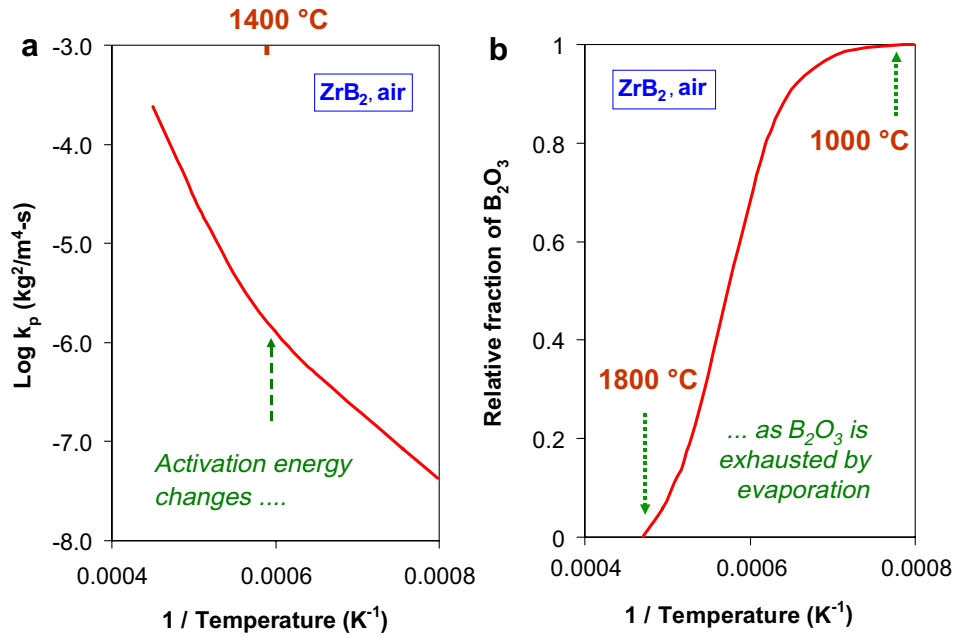 a
1400 °C
-3.0
-4.0
-5.0
-6.0
-7.0
-8.0
Log kₚ (kg²/m⁴-s)
ZrB₂, air
Activation energy
changes ....
0.0004
0.0006
0.0008
1 / Temperature (K⁻¹)
b
1
0.8
0.6
0.4
0.2
0
Relative fraction of B₂O₃
ZrB₂, air
1000 °C
1800 °C
... as B₂O₃ is
exhausted by
evaporation
0.0004
0.0006
0.0008
1 / Temperature (K⁻¹)